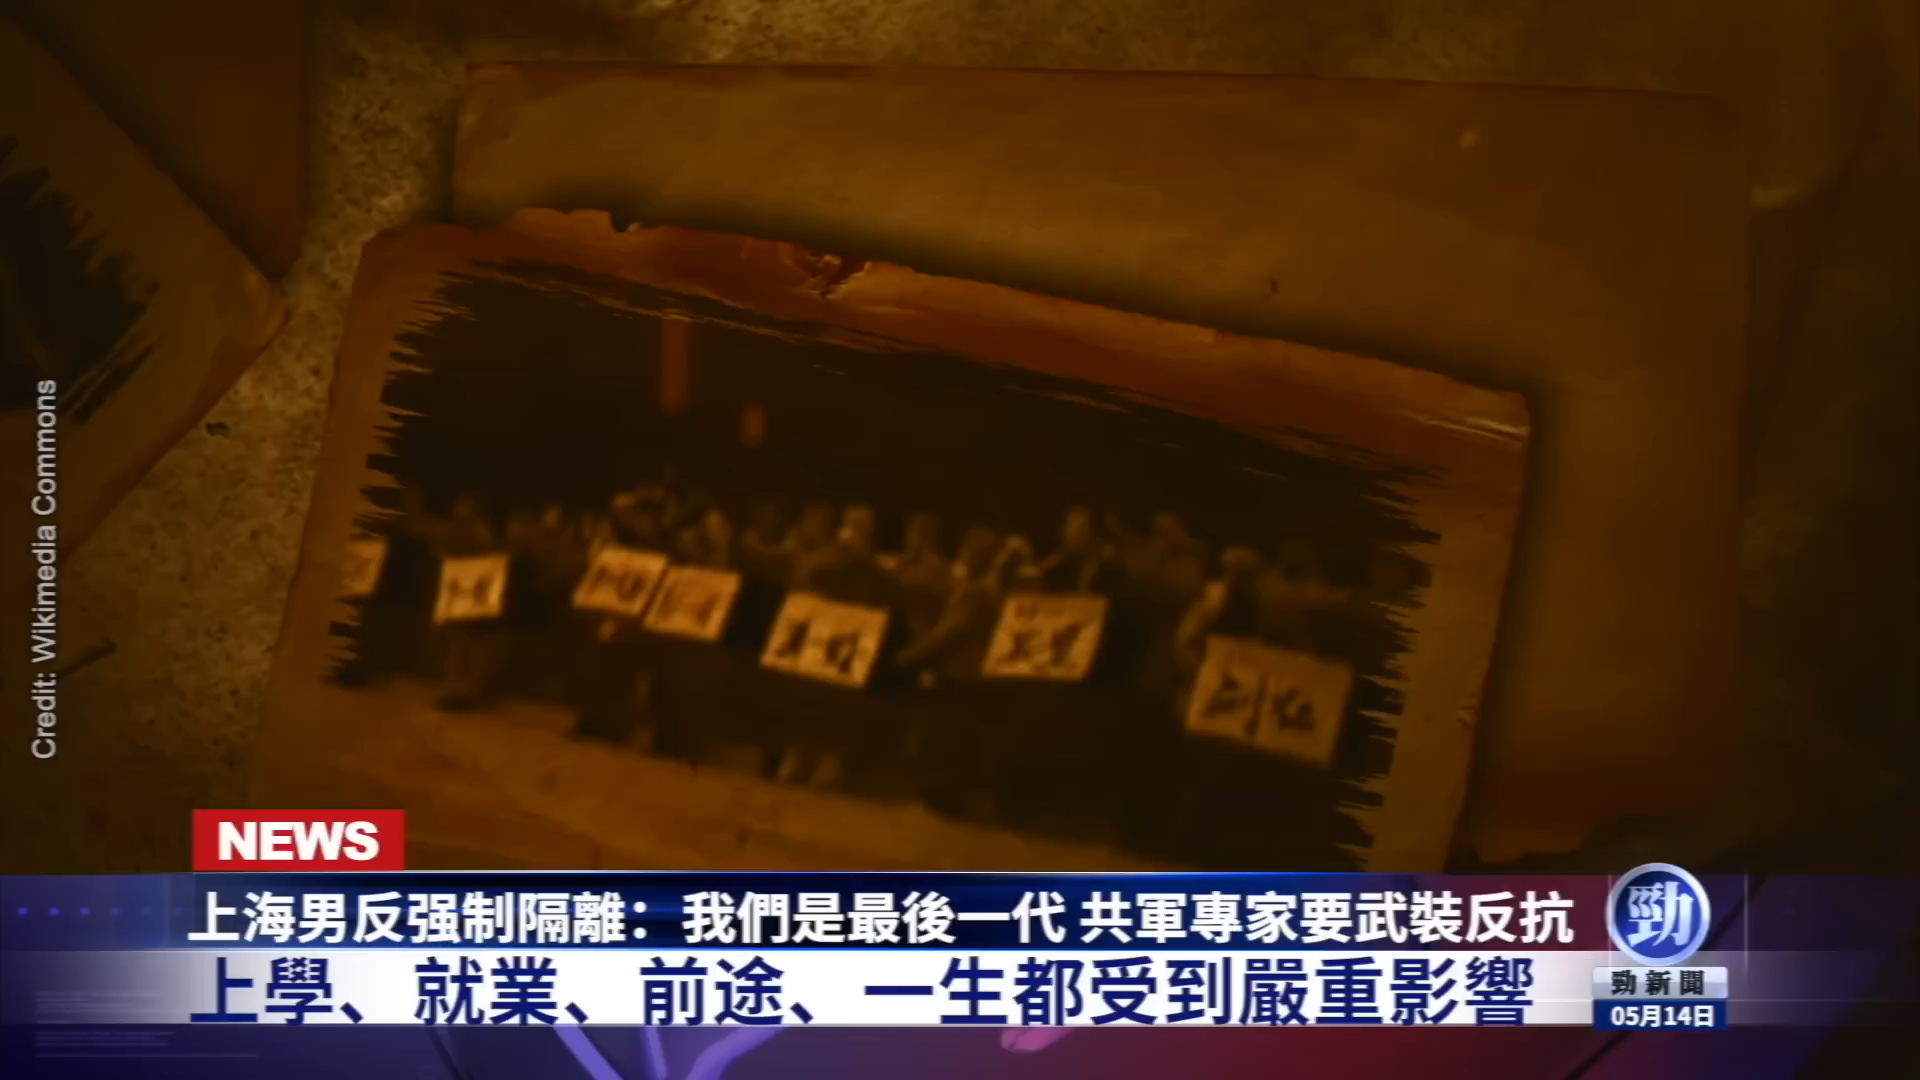 Credit: Wikimedia Commons
NEWS
上海男反强制隔離：我們是最後一代 共軍專家要武裝反抗
上學、就業、前途、一生都受到嚴重影響
勁
勁新聞
05月14日